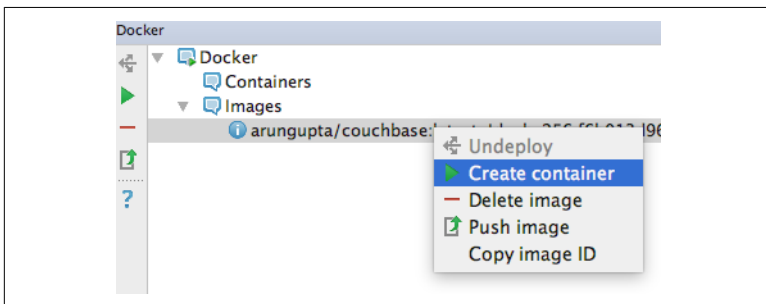 Docker
Docker
Containers
Images
arungupta/couchbase:
Undeploy
Create container
Delete image
Push image
Copy image ID
?